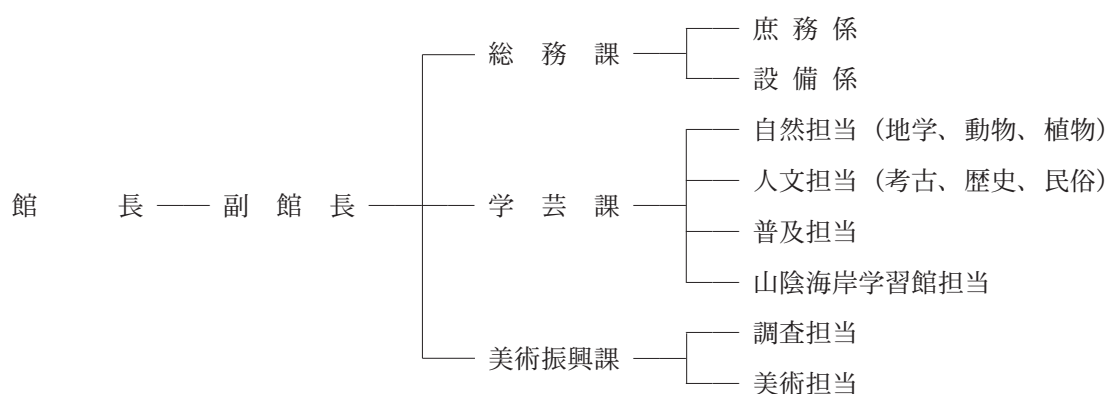 庶務係
総務課
設備係
自然担当（地学、動物、植物）
人文担当（考古、歴史、民俗）
館長 副館長 学芸課
普及担当
山陰海岸学習館担当
調査担当
美術振興課
美術担当